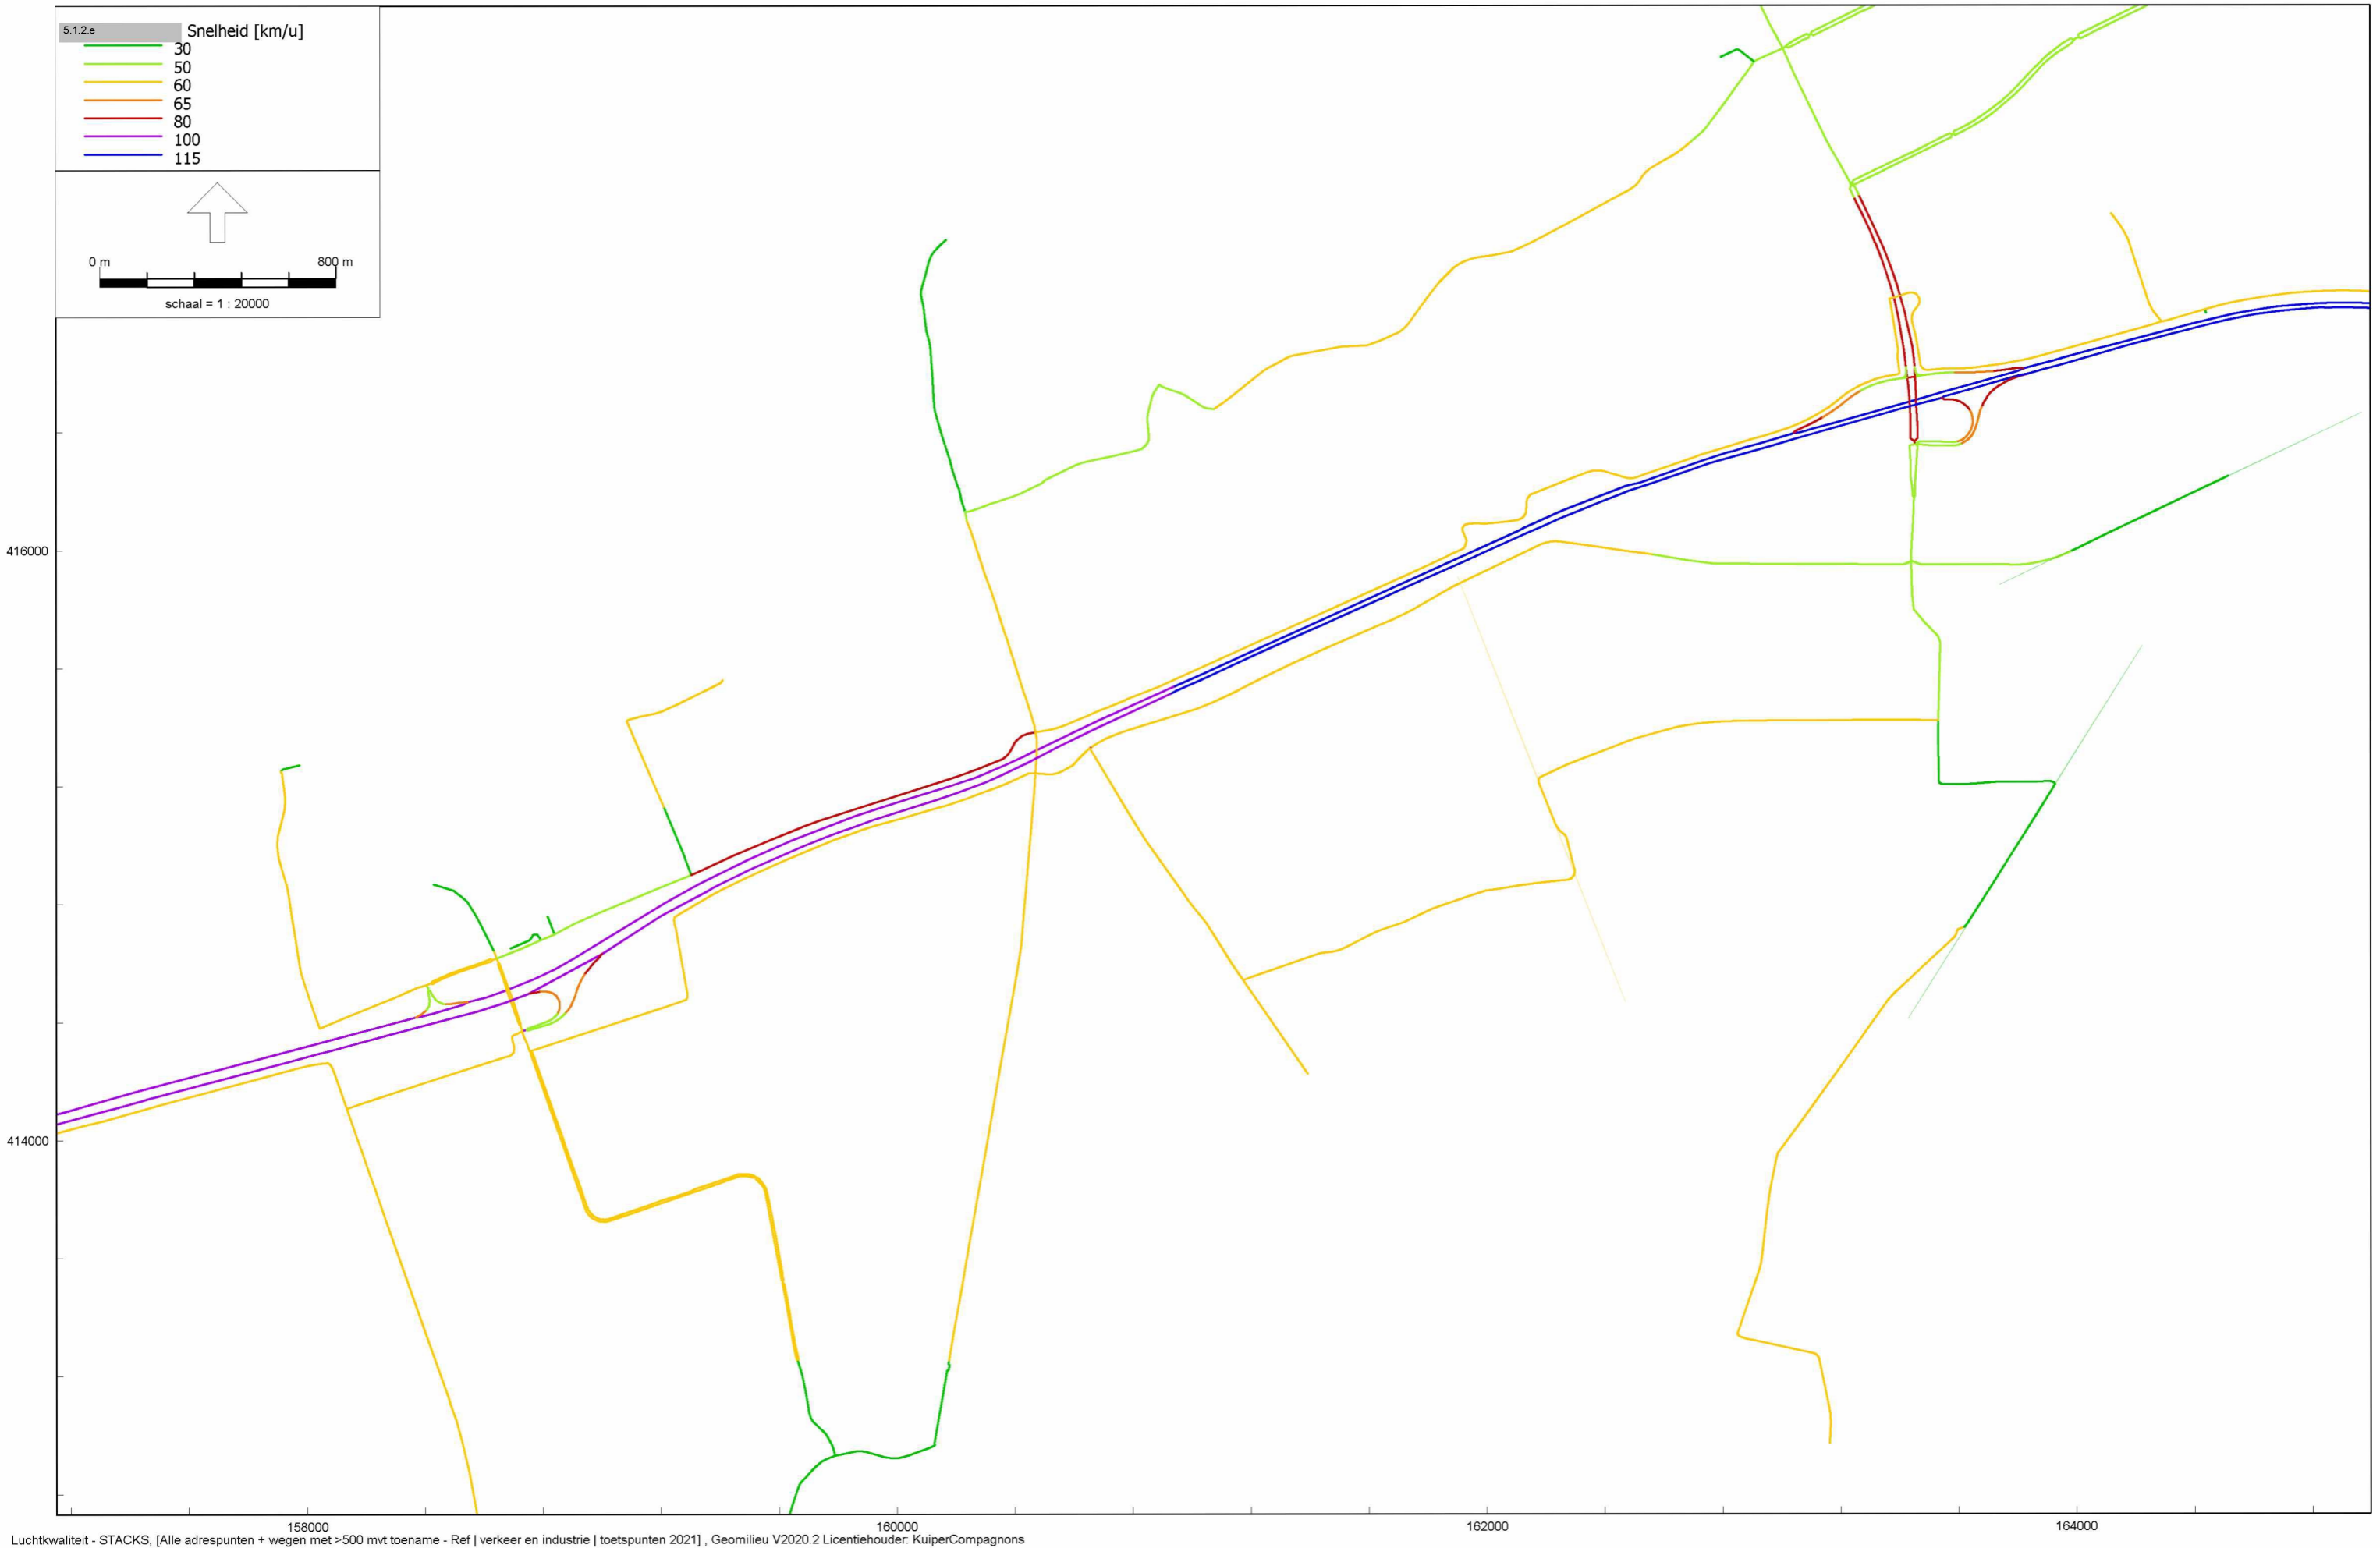 5.1.2.e
Snelheid [km/u]
30
50
60
65
80
100
115
0 m
800 m
schaal = 1 : 20000
416000
414000
158000
160000
162000
164000
Luchtkwaliteit - STACKS, [Alle adrespunten + wegen met >500 mvt toename - Ref | verkeer en industrie | toetspunten 2021] , Geomilieu V2020.2 Licentiehouder: KuiperCompagnons